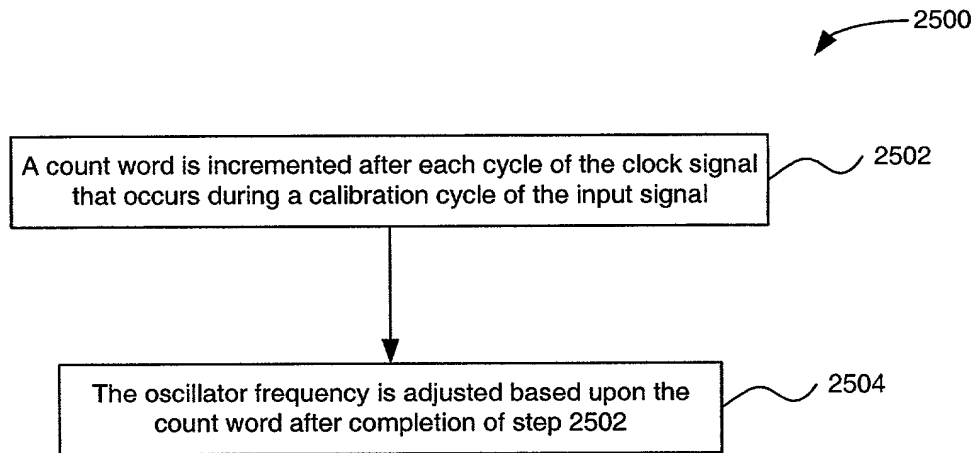 2500
A count word is incremented after each cycle of the clock signal
that occurs during a calibration cycle of the input signal
2502
The oscillator frequency is adjusted based upon the
count word after completion of step 2502
2504